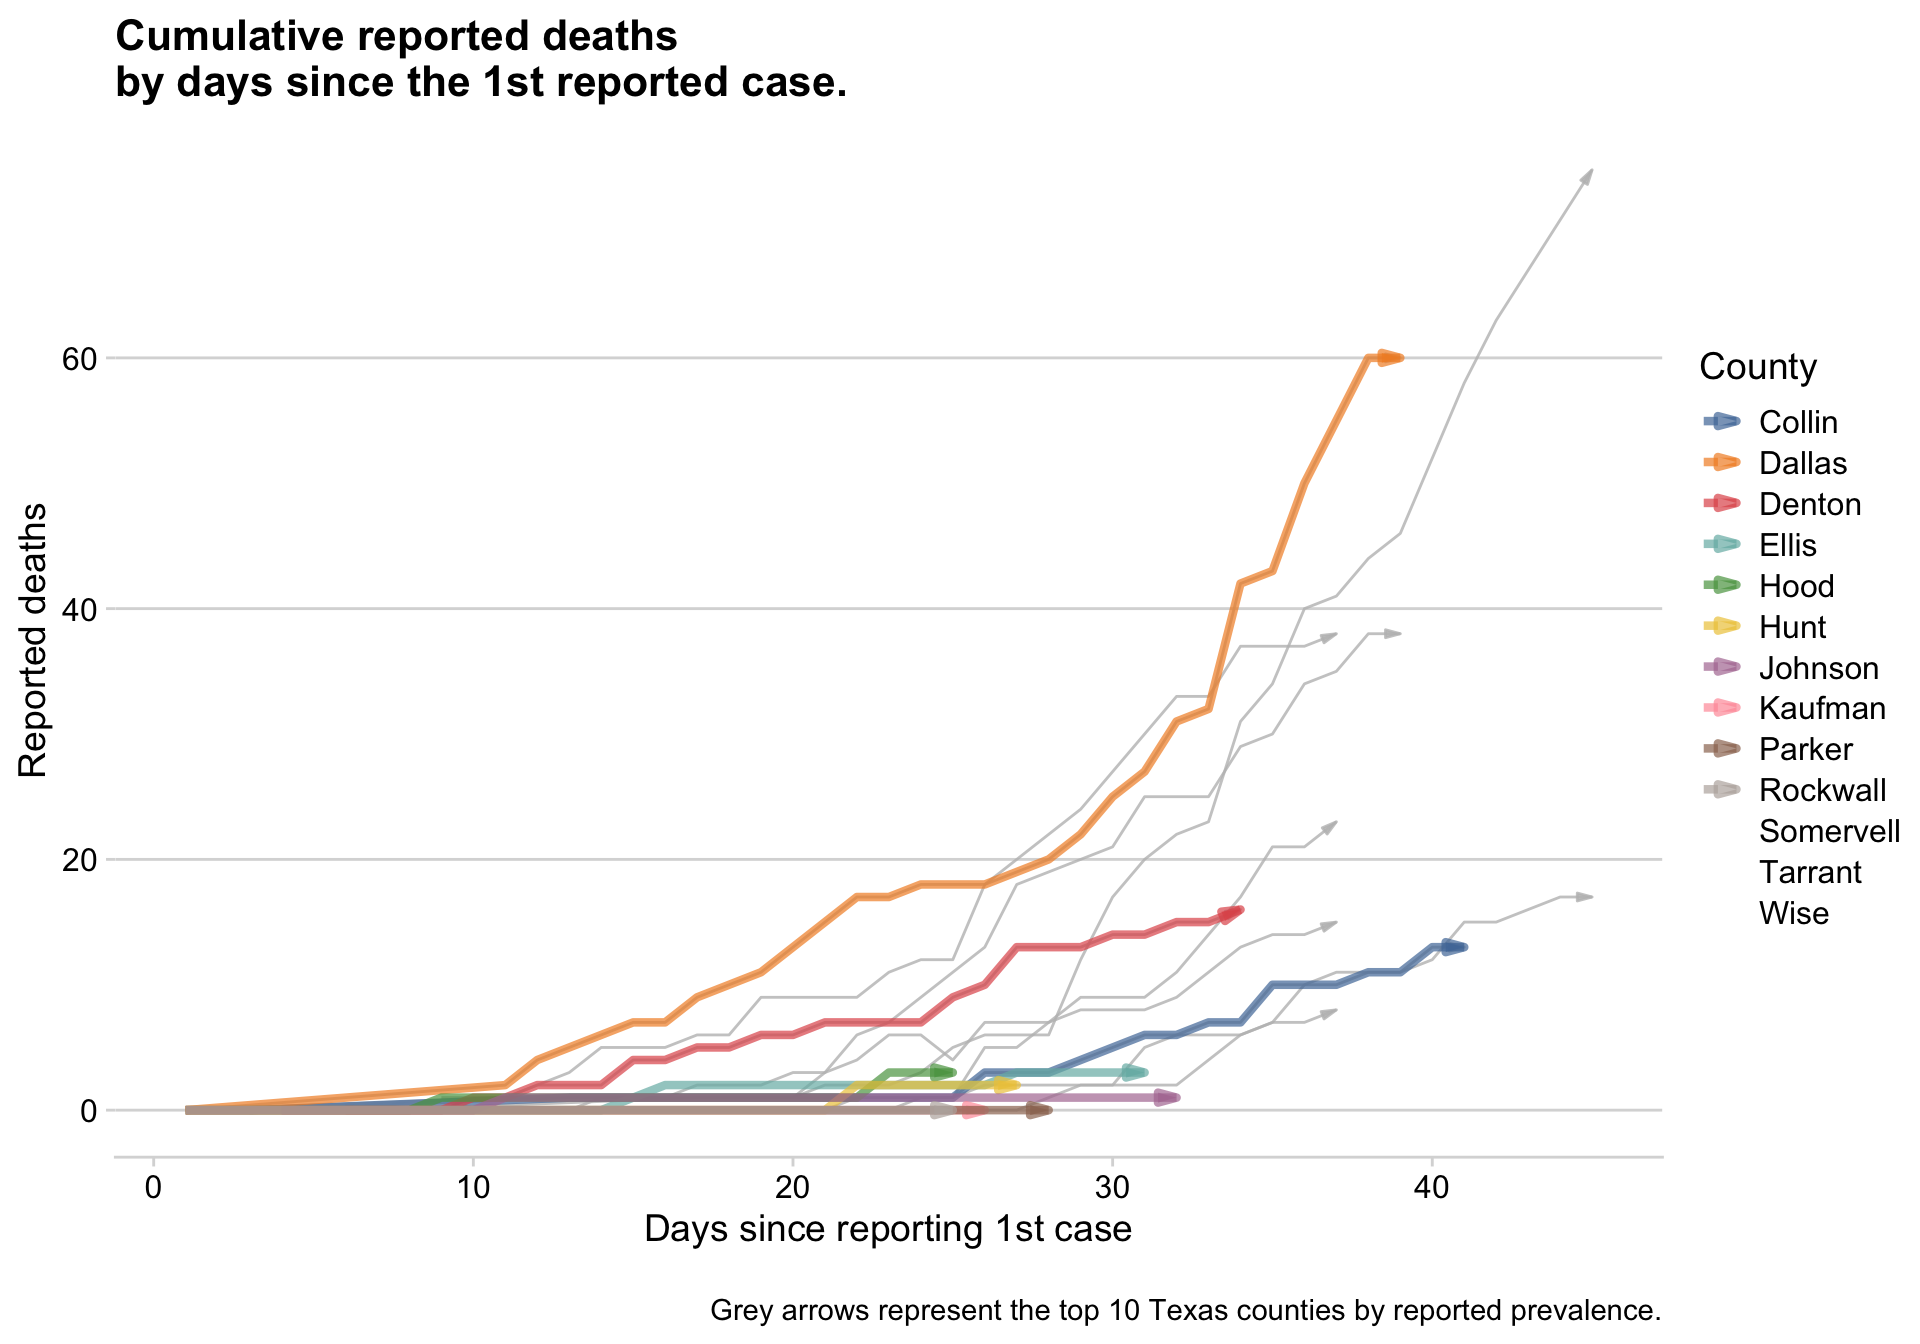 Cumulative reported deaths
by days since the 1st reported case.
Reported deaths
60
40
20
0
0
10
20
30
40
Days since reporting 1st case
County
Collin
Dallas
Denton
Ellis
Hood
Hunt
Johnson
Kaufman
Parker
Rockwall
Somervell
Tarrant
Wise
Grey arrows represent the top 10 Texas counties by reported prevalence.